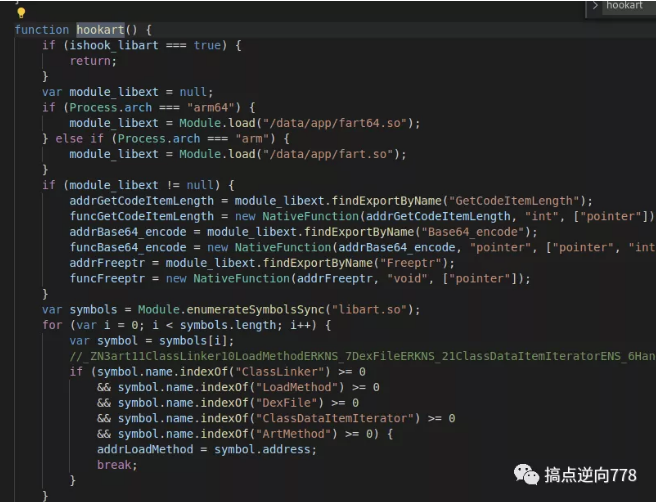 hookart
function hookart() {
if (ishook_libart === true) {
return;
}
var module_libext = null;
if (Process.arch === "arm64") {
module_libext = Module.load("/data/app/fart64.so");
} else if (Process.arch === "arm") {
module_libext = Module.load("/data/app/fart.so");
}
if (module_libext != null) {
addrGetCodeItemLength = module_libext.findExportByName("GetCodeItemLength");
funcGetCodeItemLength = new NativeFunction(addrGetCodeItemLength, "int", ["pointer"])
addrBase64_encode = module_libext.findExportByName("Base64_encode");
funcBase64_encode = new NativeFunction(addrBase64_encode, "pointer", ["pointer", "int
addrFreeptr = module_libext.findExportByName("Freeptr");
funcFreeptr = new NativeFunction(addrFreeptr, "void", ["pointer"]);
}
var symbols = Module.enumerateSymbolsSync("libart.so");
for (var i = 0; i < symbols.length; i++) {
var symbol = symbols[i];
//_ZN3art11ClassLinker10LoadMethodERKNS_7DexFileERKNS_21ClassDataItemIteratorENS_6Han
if (symbol.name.indexOf("ClassLinker") >= 0
&& symbol.name.indexOf("LoadMethod") >= 0
&& symbol.name.indexOf("DexFile") >= 0
&& symbol.name.indexOf("ClassDataItemIterator") >= 0
&& symbol.name.indexOf("ArtMethod") >= 0) {
addrLoadMethod = symbol.address;
break;
}
}
搞点逆向778